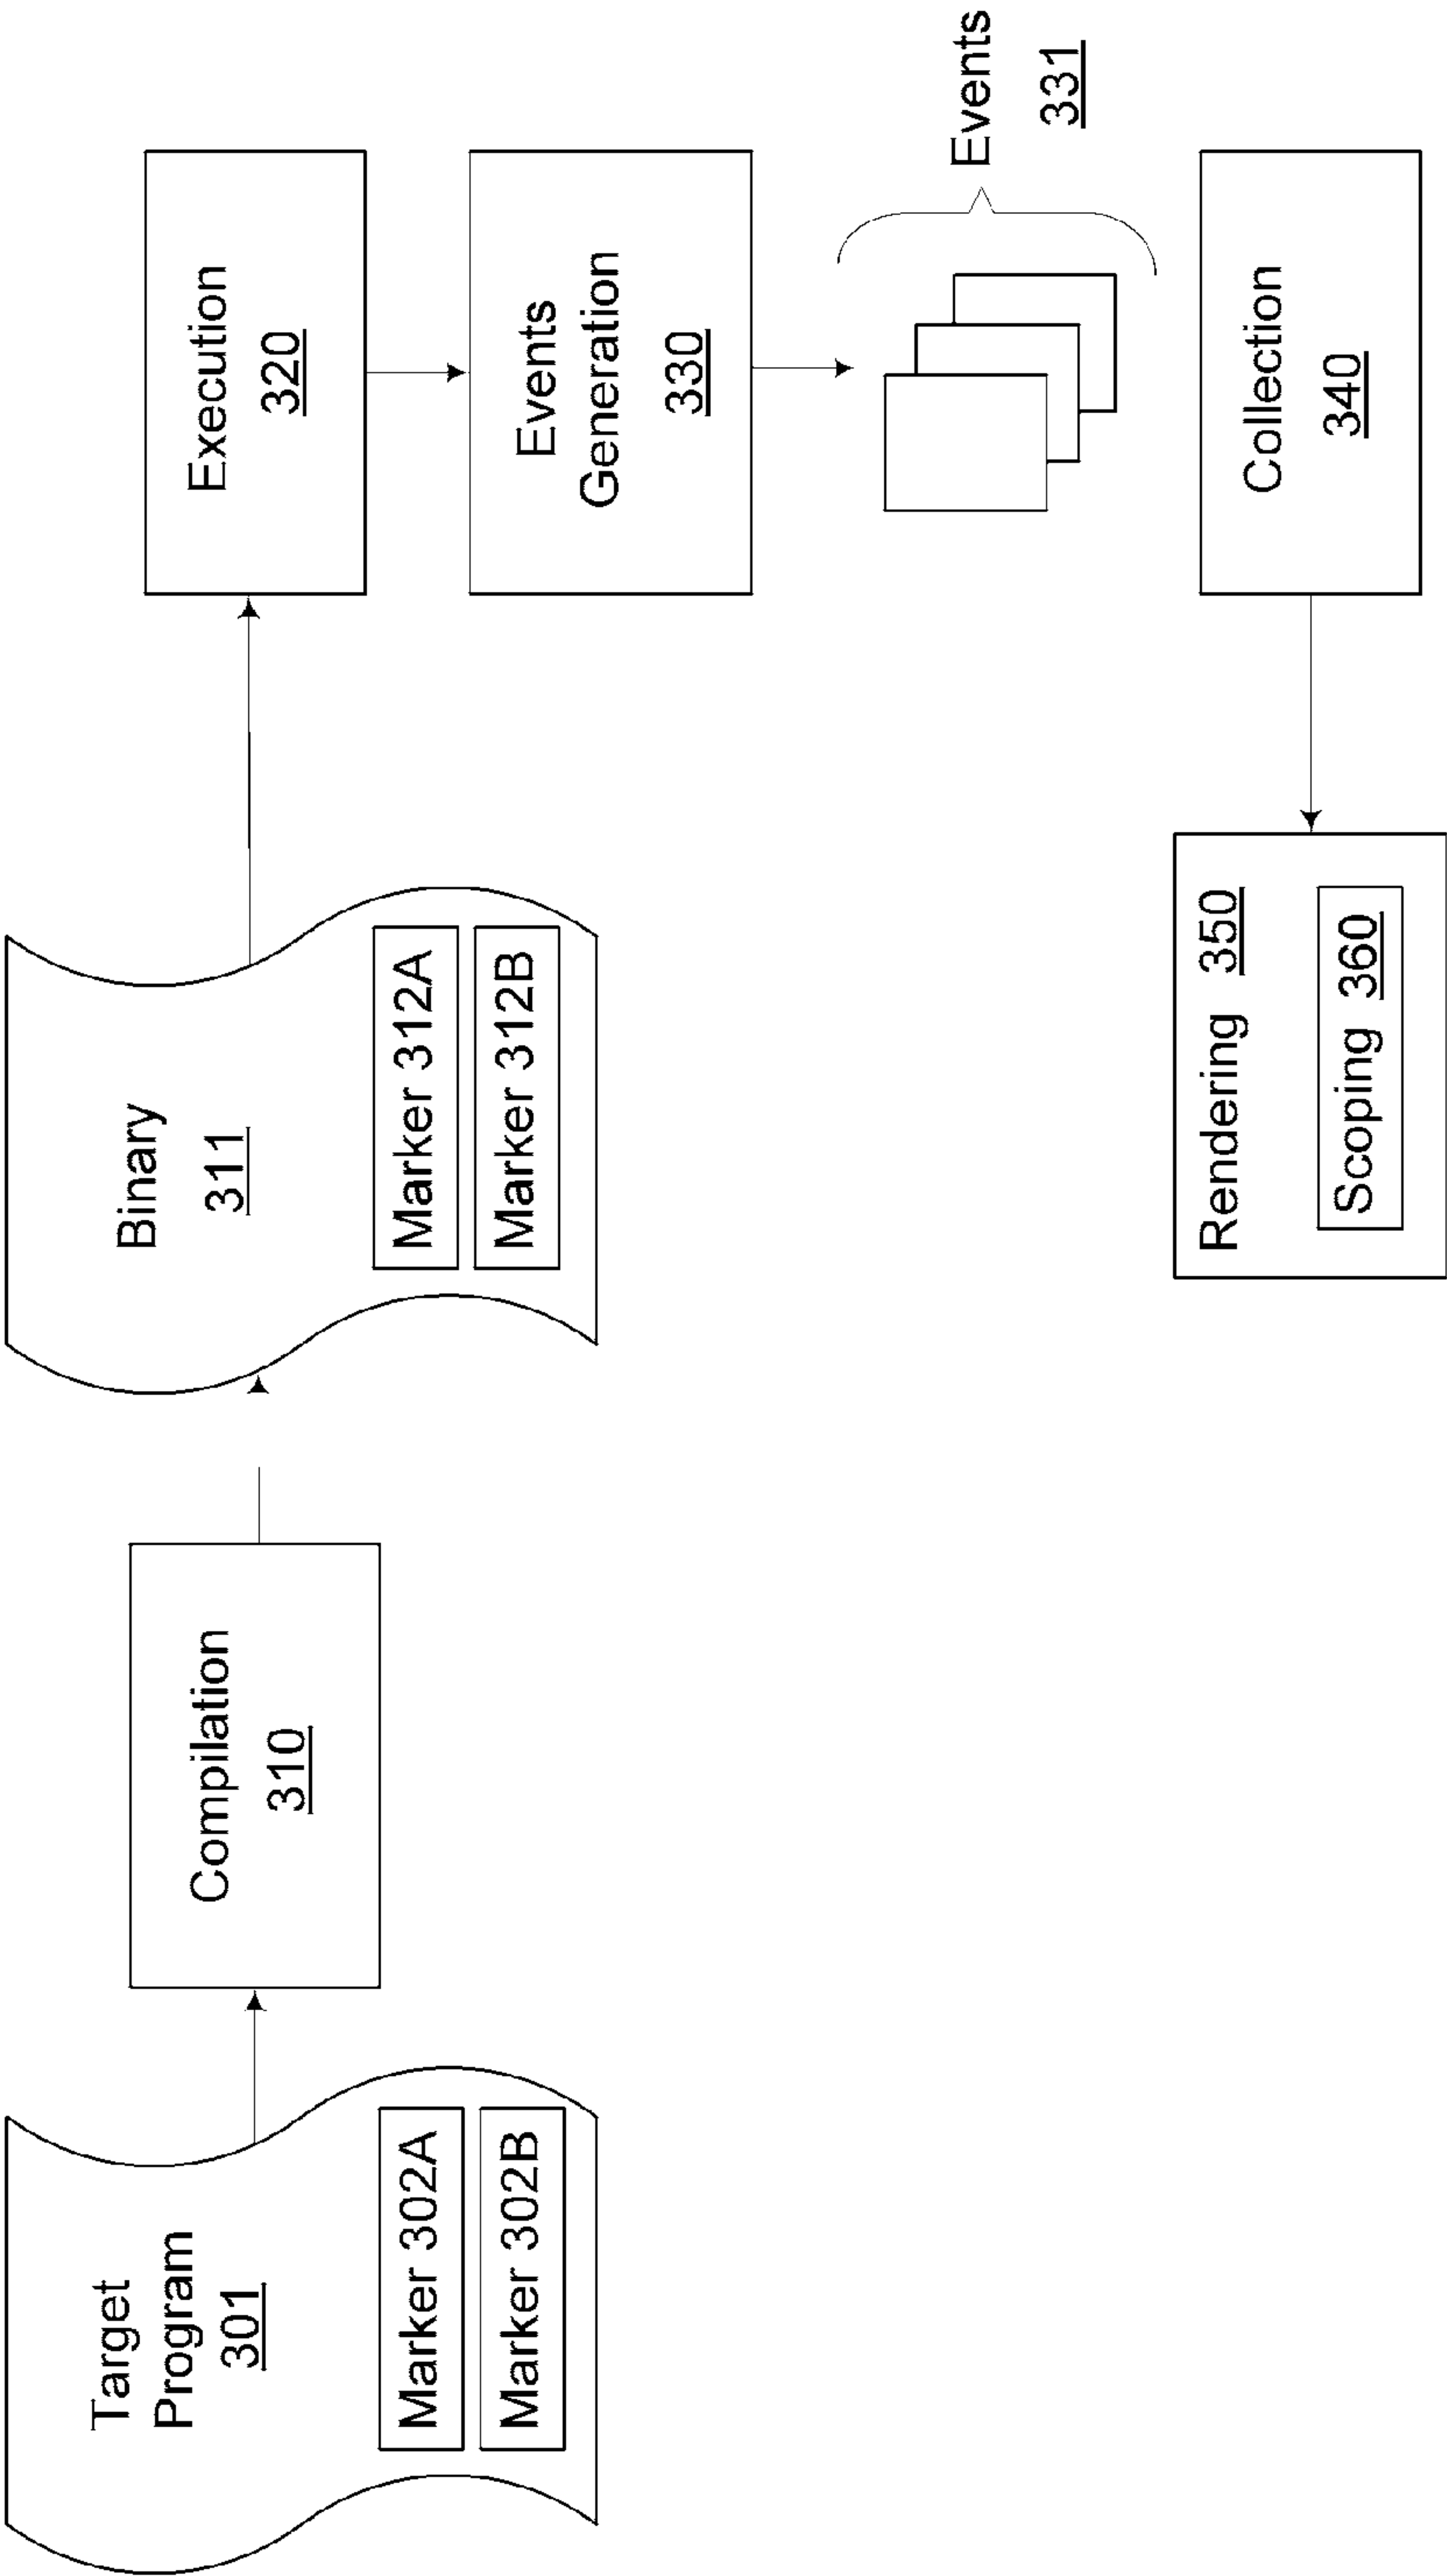 Target
Program
301
Marker 302A
Marker 302B
Compilation
310
Binary
311
Marker 312A
Marker 312B
Execution
320
Events
Generation
330
Events
331
Collection
340
Rendering 350
Scoping 360